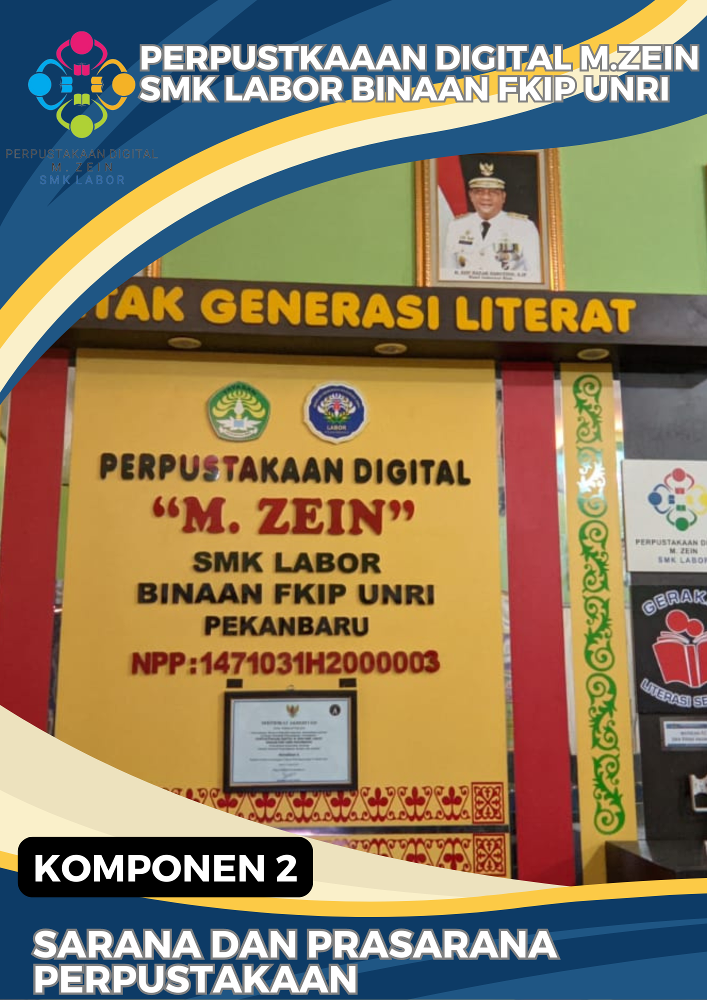 PERPUSTKAAAN DIGITAL M.ZEIN
SMK LABOR BINAAN FKIP UNRI
PERPUSTAKAAN DIGITAL
M. ZEIN
SMK LABOR
TAK GENERASI LITERAT
LABOR
PERPUSTAKAAN DIGITAL
“M. ZEIN”
SMK LABOR
BINAAN FKIP UNRI
PEKANBARU
NPP:1471031H2000003
PERPUSTAKAAN DI
M. ZEIN
SMK LABOR
GERAK
LITERASI SE
KOMPONEN 2
SARANA DAN PRASARANA
PERPUSTAKAAN